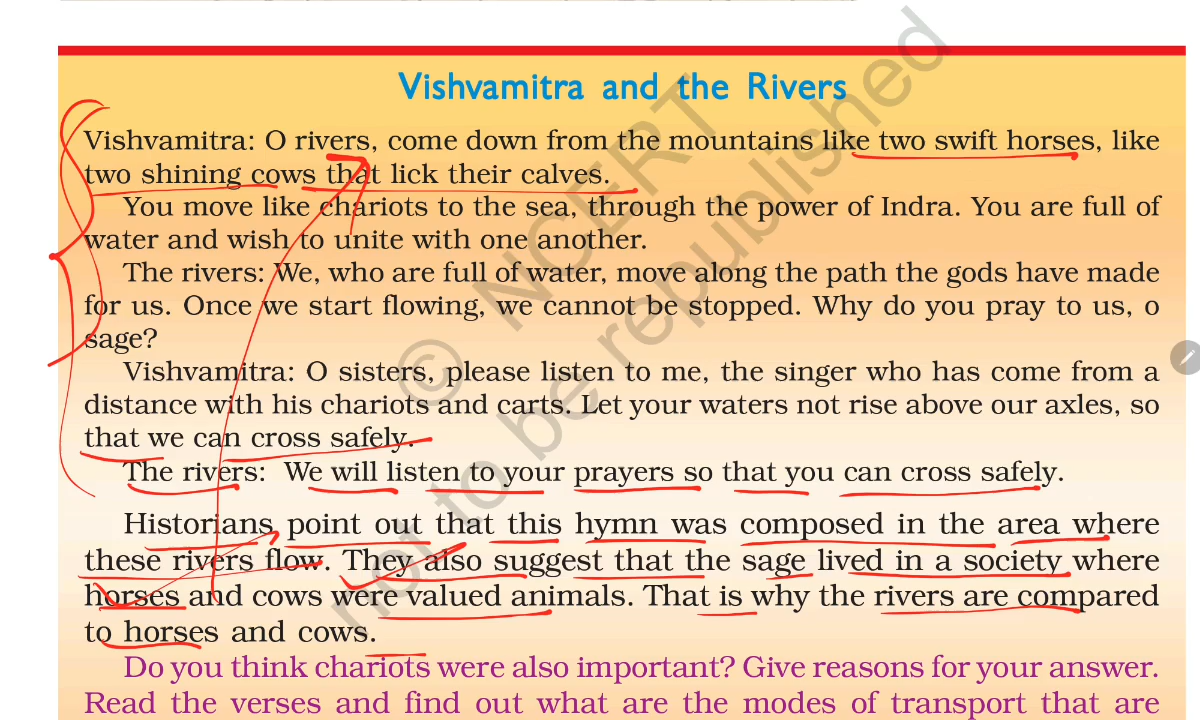 Vishvamitra and the Rivers
Vishvamitra: O rivers, come down from the mountains like two swift horses, like
two shining cows that lick their calves.
You move like chariots to the sea, through the power of Indra. You are full of
water and wish to unite with one another.
The rivers: We, who are full of water, move along the path the gods have made
for us. Once we start flowing, we cannot be stopped. Why do you pray to us, o
sage?
Vishvamitra: O sisters, please listen to me, the singer who has come from a
distance with his chariots and carts. Let your waters not rise above our axles, so
that we can cross safely.
The rivers: We will listen to your prayers so that you can cross safely.
Historians point out that this hymn was composed in the area where
these rivers flow. They also suggest that the sage lived in a society where
horses and cows were valued animals. That is why the rivers are compared
to horses and cows.
Do you think chariots were also important? Give reasons for your answer.
Read the verses and find out what are the modes of transport that are
© NCERT
not to be republished